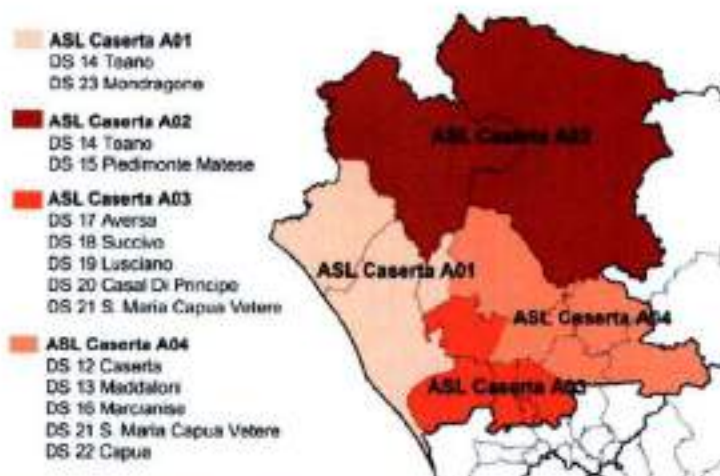 ASL Caserta A01
DS 14 Teano
DS 23 Mondragone
ASL Caserta A02
DS 14 Teano
DS 15 Piedimonte Matese
ASL Caserta A03
DS 17 Aversa
DS 18 Succivo
DS 19 Lusciano
DS 20 Casal Di Principe
DS 21 S. Maria Capua Vetere
ASL Caserta A04
DS 12 Caserta
DS 13 Maddaloni
DS 16 Marcianise
DS 21 S. Maria Capua Vetere
DS 22 Capua
ASL Caserta A02
ASL Caserta A01
ASL Caserta A04
ASL Caserta A03